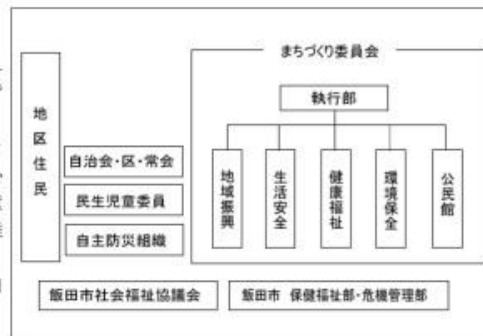 まちづくり委員会
執行部
地域振興
生活安全
健康福祉
環境保全
公民館
地区住民
自治会・区・常会
民生児童委員
自主防災組織
飯田市社会福祉協議会
飯田市 保健福祉部・危機管理部